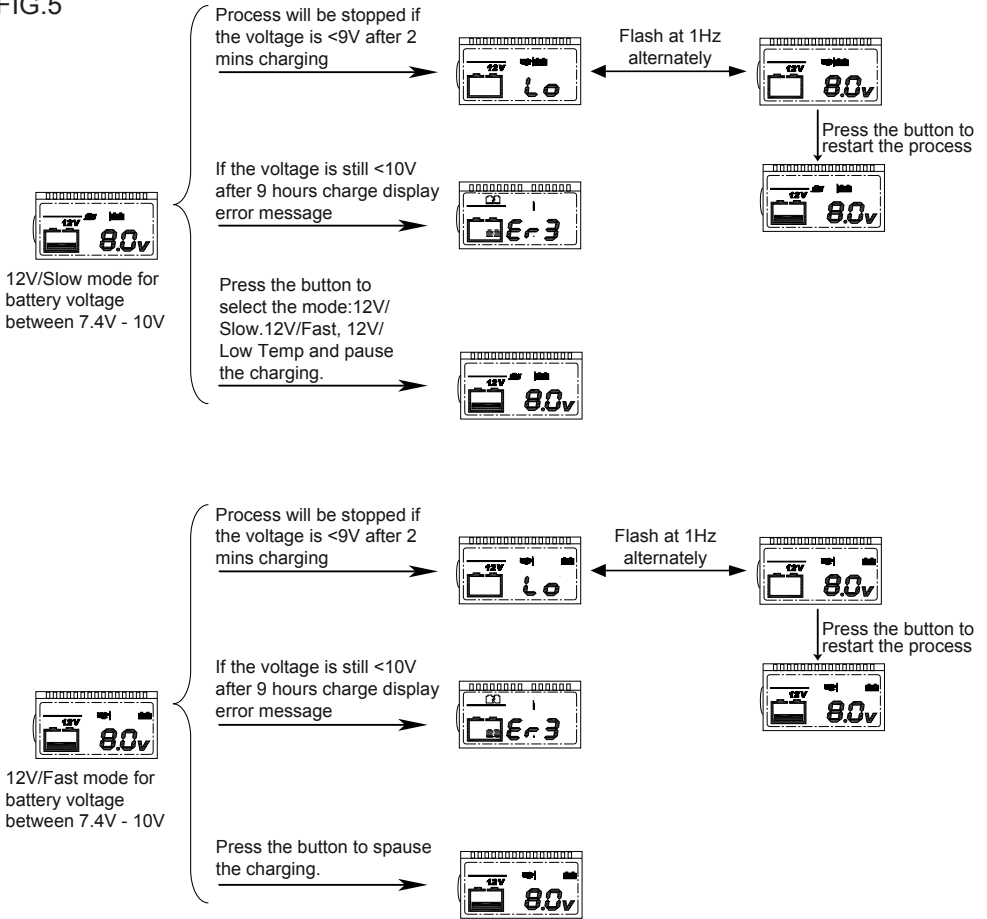 FIG.5
Process will be stopped if
the voltage is <9V after 2
mins charging
12V
Lo
Flash at 1Hz
alternately
12V
8.0v
Press the button to
restart the process
12V
8.0v
If the voltage is still <10V
after 9 hours charge display
error message
Er3
12V
8.0v
12V/Slow mode for
battery voltage
between 7.4V - 10V
Press the button to
select the mode:12V/
Slow.12V/Fast, 12V/
Low Temp and pause
the charging.
12V
8.0v
Process will be stopped if
the voltage is <9V after 2
mins charging
12V
Lo
Flash at 1Hz
alternately
12V
8.0v
Press the button to
restart the process
12V
8.0v
If the voltage is still <10V
after 9 hours charge display
error message
Er3
12V
8.0v
12V/Fast mode for
battery voltage
between 7.4V - 10V
Press the button to spause
the charging.
12V
8.0v